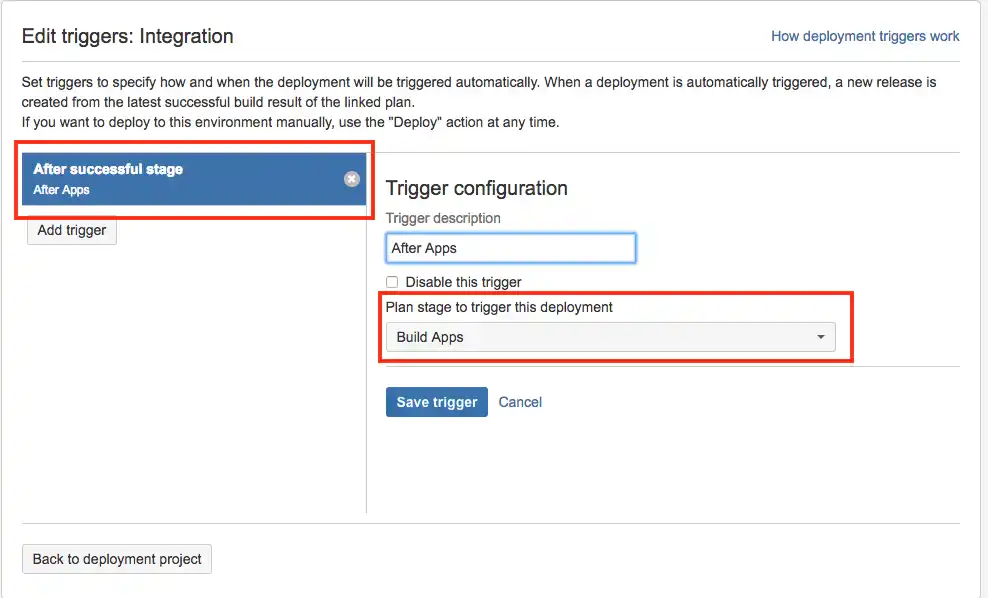 Edit triggers: Integration
How deployment triggers work
Set triggers to specify how and when the deployment will be triggered automatically. When a deployment is automatically triggered, a new release is
created from the latest successful build result of the linked plan.
If you want to deploy to this environment manually, use the "Deploy" action at any time.
After successful stage
After Apps
Add trigger
Trigger configuration
Trigger description
After Apps
Disable this trigger
Plan stage to trigger this deployment
Build Apps
Save trigger
Cancel
Back to deployment project